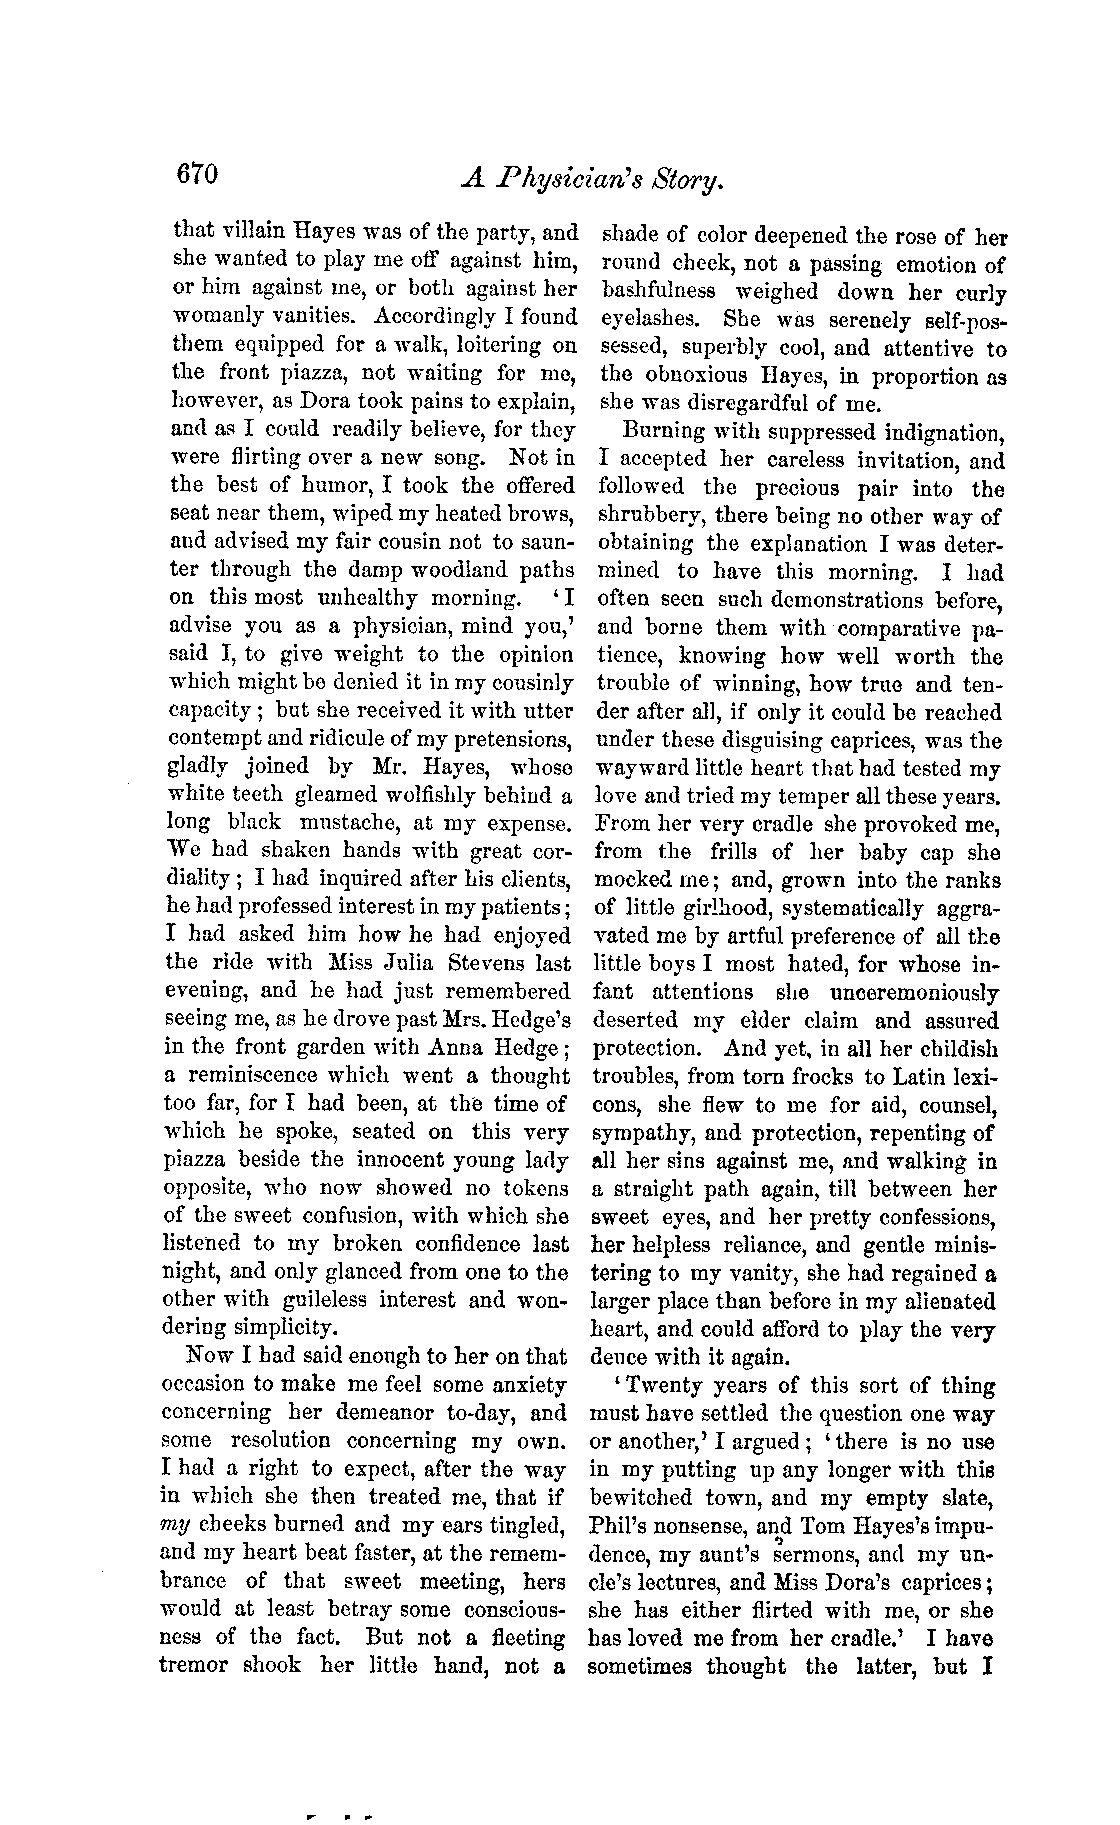 670
A Physician's Story.
that villain Hayes was of the party, and
she wanted to play me off against him,
or him against me, or both against her
womanly vanities. Accordingly I found
them equipped for a walk, loitering on
the front piazza, not waiting for me,
however, as Dora took pains to explain,
and as I could readily believe, for they
were flirting over a new song. Not in
the best of humor, I took the offered
seat near them, wiped my heated brows,
and advised my fair cousin not to saun-
ter through the damp woodland paths
on this most unhealthy morning. 'I
advise you as a physician, mind you,'
said I, to give weight to the opinion
which might be denied it in my cousinly
capacity; but she received it with utter
contempt and ridicule of my pretensions,
gladly joined by Mr. Hayes, whose
white teeth gleamed wolfishly behind a
long black mustache, at my expense.
We had shaken hands with great cor-
diality; I had inquired after his clients,
he had professed interest in my patients;
I had asked him how he had enjoyed
the ride with Miss Julia Stevens last
evening, and he had just remembered
seeing me, as he drove past Mrs. Hedge's
in the front garden with Anna Hedge;
a reminiscence which went a thought
too far, for I had been, at the time of
which he spoke, seated on this very
piazza beside the innocent young lady
opposite, who now showed no tokens
of the sweet confusion, with which she
listened to my broken confidence last
night, and only glanced from one to the
other with guileless interest and won-
dering simplicity.
Now I had said enough to her on that
occasion to make me feel some anxiety
concerning her demeanor to-day, and
some resolution concerning my own.
I had a right to expect, after the way
in which she then treated me, that if
my cheeks burned and my ears tingled,
and my heart beat faster, at the remem-
brance of that sweet meeting, hers
would at least betray some conscious-
ness of the fact. But not a fleeting
tremor shook her little hand, not a
shade of color deepened the rose of her
round cheek, not a passing emotion of
bashfulness weighed down her curly
eyelashes. She was serenely self-pos-
sessed, superbly cool, and attentive to
the obnoxious Hayes, in proportion as
she was disregardful of me.
Burning with suppressed indignation,
I accepted her careless invitation, and
followed the precious pair into the
shrubbery, there being no other way of
obtaining the explanation I was deter-
mined to have this morning. I had
often seen such demonstrations before,
and borne them with comparative pa-
tience, knowing how well worth the
trouble of winning, how true and ten-
der after all, if only it could be reached
under these disguising caprices, was the
wayward little heart that had tested my
love and tried my temper all these years.
From her very cradle she provoked me,
from the frills of her baby cap she
mocked me; and, grown into the ranks
of little girlhood, systematically aggra-
vated me by artful preference of all the
little boys I most hated, for whose in-
fant attentions she unceremoniously
deserted my elder claim and assured
protection. And yet, in all her childish
troubles, from torn frocks to Latin lexi-
cons, she flew to me for aid, counsel,
sympathy, and protection, repenting of
all her sins against me, and walking in
a straight path again, till between her
sweet eyes, and her pretty confessions,
her helpless reliance, and gentle minis-
tering to my vanity, she had regained a
larger place than before in my alienated
heart, and could afford to play the very
deuce with it again.
'Twenty years of this sort of thing
must have settled the question one way
or another,' I argued; 'there is no use
in my putting up any longer with this
bewitched town, and my empty slate,
Phil's nonsense, and Tom Hayes's impu-
dence, my aunt's sermons, and my un-
cle's lectures, and Miss Dora's caprices;
she has either flirted with me, or she
has loved me from her cradle.' I have
sometimes thought the latter, but I